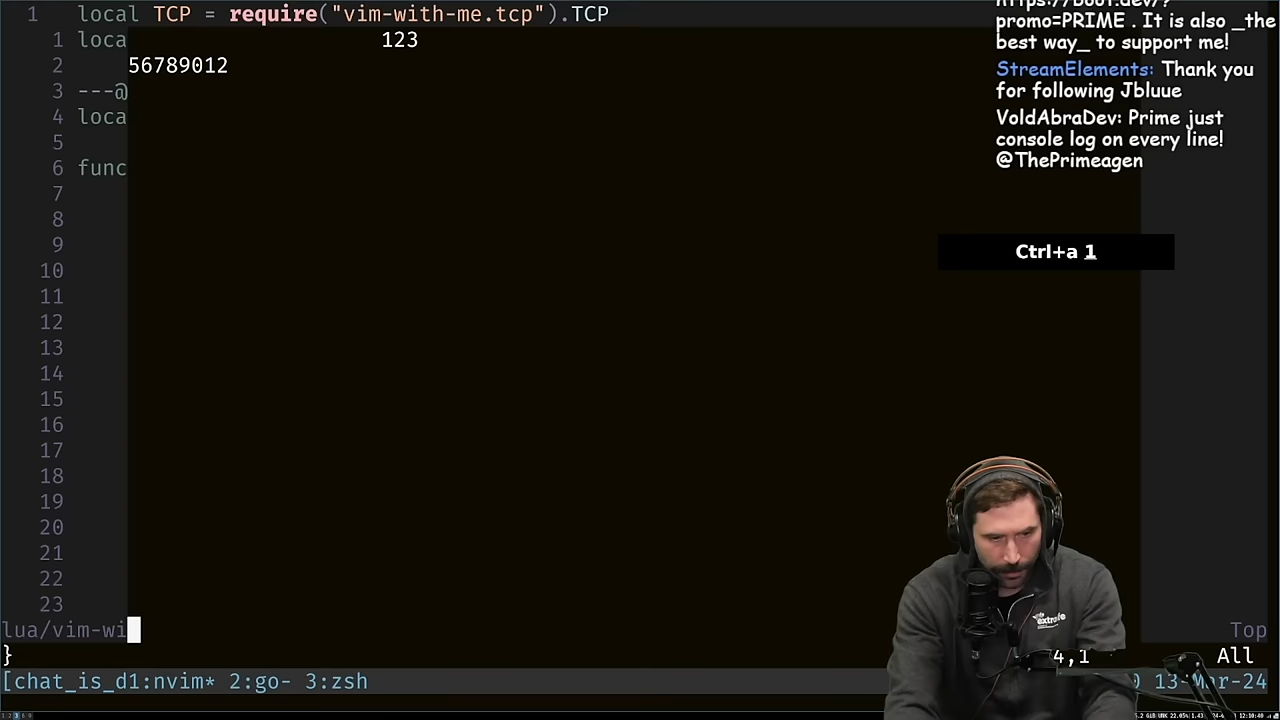 1 local TCP = require("vim-with-me.tcp").TCP
1 loca 123
2 56789012
3 ---@
4 loca
5
6 func
7
8
9
10
11
12
13
14
15
16
17
18
19
20
21
22
23
lua/vim-wi Top
} 4,1 All
[chat_is_d1:nvim* 2:go- 3:zsh 13-Mar-24
https://boot.dev/?
promo=PRIME . It is also _the
best way_ to support me!
StreamElements: Thank you
for following Jbluue
VoldAbraDev: Prime just
console log on every line!
@ThePrimeagen
Ctrl+a 1